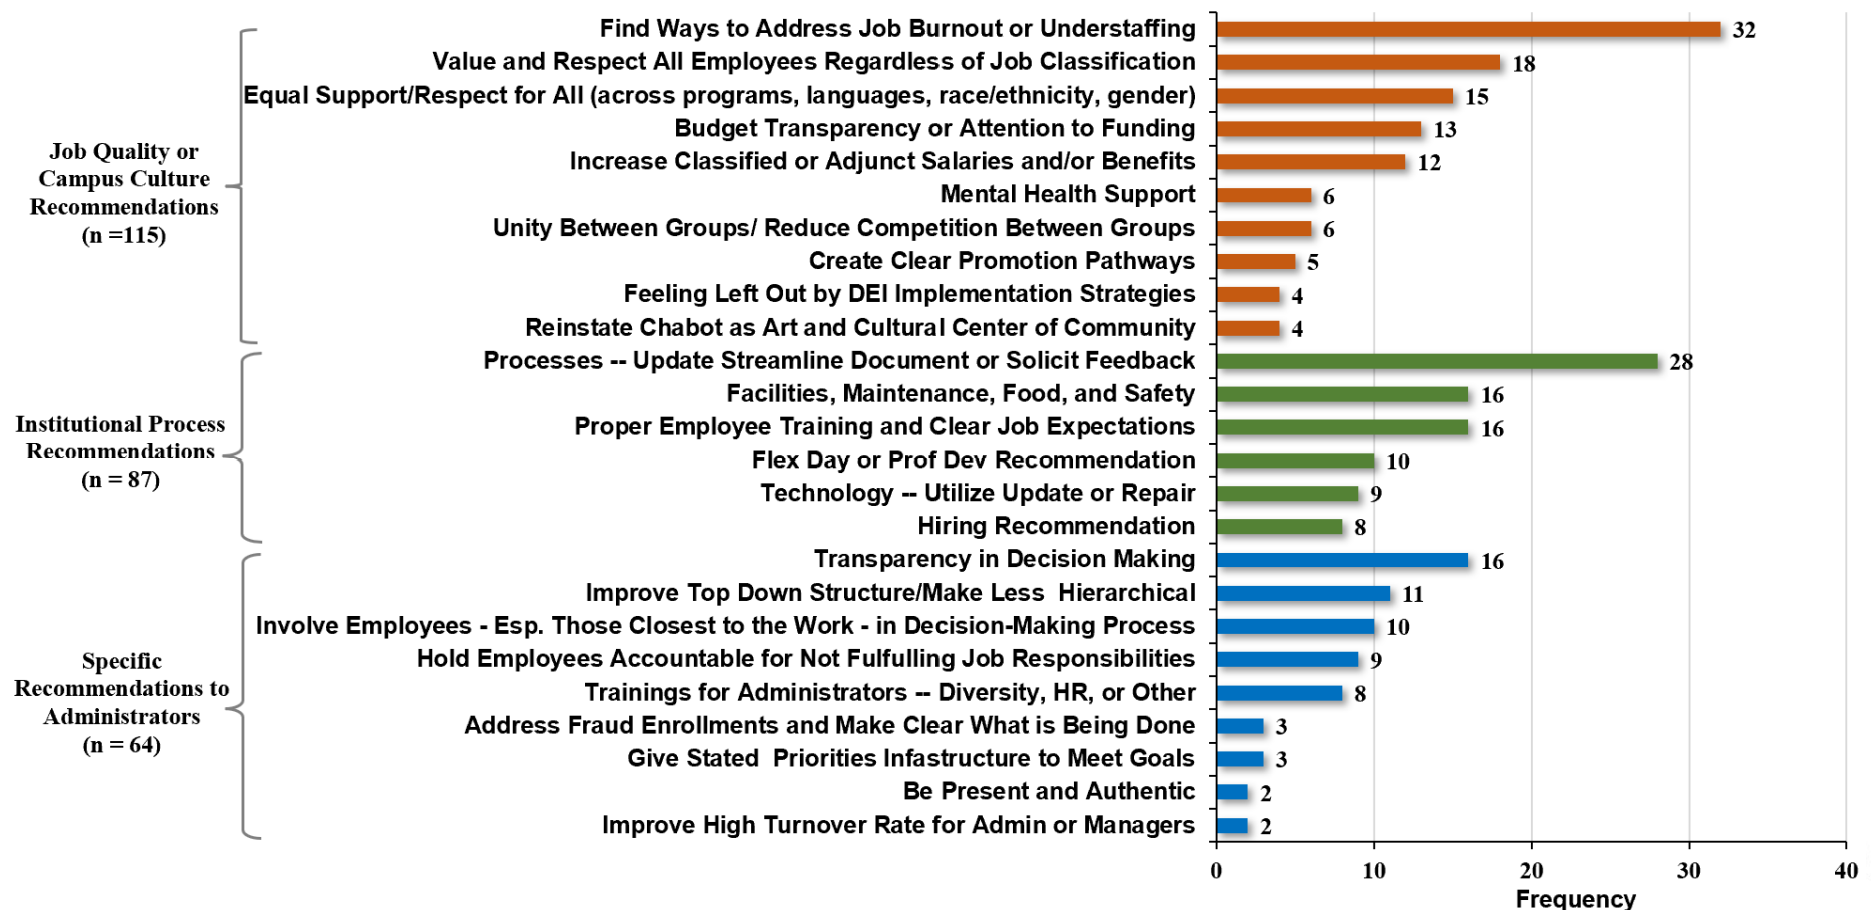 Job Quality or
Campus Culture
Recommendations
(n =115)
Find Ways to Address Job Burnout or Understaffing 32
Value and Respect All Employees Regardless of Job Classification 18
Equal Support/Respect for All (across programs, languages, race/ethnicity, gender) 15
Budget Transparency or Attention to Funding 13
Increase Classified or Adjunct Salaries and/or Benefits 12
Mental Health Support 6
Unity Between Groups/ Reduce Competition Between Groups 6
Create Clear Promotion Pathways 5
Feeling Left Out by DEI Implementation Strategies 4
Reinstate Chabot as Art and Cultural Center of Community 4
Institutional Process
Recommendations
(n = 87)
Processes -- Update Streamline Document or Solicit Feedback 28
Facilities, Maintenance, Food, and Safety 16
Proper Employee Training and Clear Job Expectations 16
Flex Day or Prof Dev Recommendation 10
Technology -- Utilize Update or Repair 9
Hiring Recommendation 8
Specific
Recommendations to
Administrators
(n = 64)
Transparency in Decision Making 16
Improve Top Down Structure/Make Less  Hierarchical 11
Involve Employees - Esp. Those Closest to the Work - in Decision-Making Process 10
Hold Employees Accountable for Not Fulfulling Job Responsibilities 9
Trainings for Administrators -- Diversity, HR, or Other 8
Address Fraud Enrollments and Make Clear What is Being Done 3
Give Stated  Priorities Infastructure to Meet Goals 3
Be Present and Authentic 2
Improve High Turnover Rate for Admin or Managers 2
0 10 20 30 40
Frequency